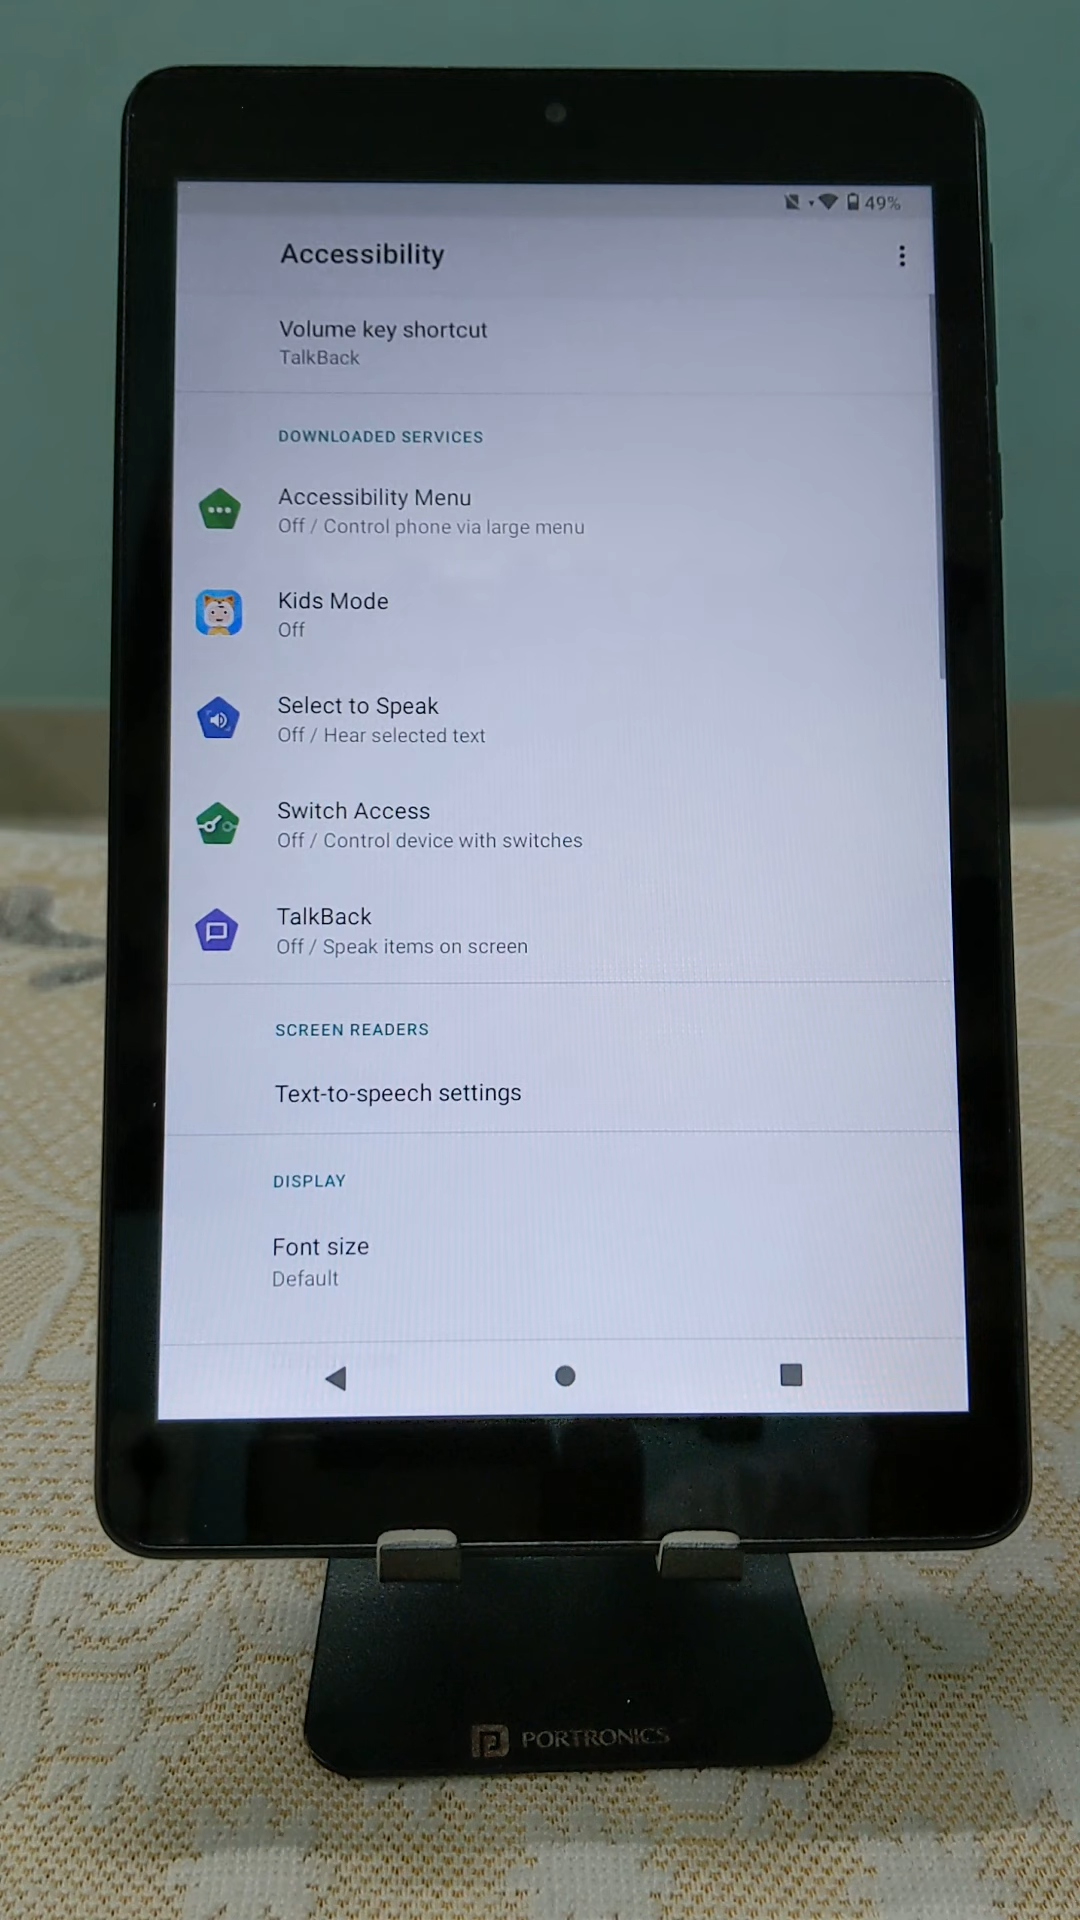 49%
Accessibility
Volume key shortcut
TalkBack
DOWNLOADED SERVICES
Accessibility Menu
Off / Control phone via large menu
Kids Mode
Off
Select to Speak
Off / Hear selected text
Switch Access
Off / Control device with switches
TalkBack
Off / Speak items on screen
SCREEN READERS
Text-to-speech settings
DISPLAY
Font size
Default
PORTRONICS